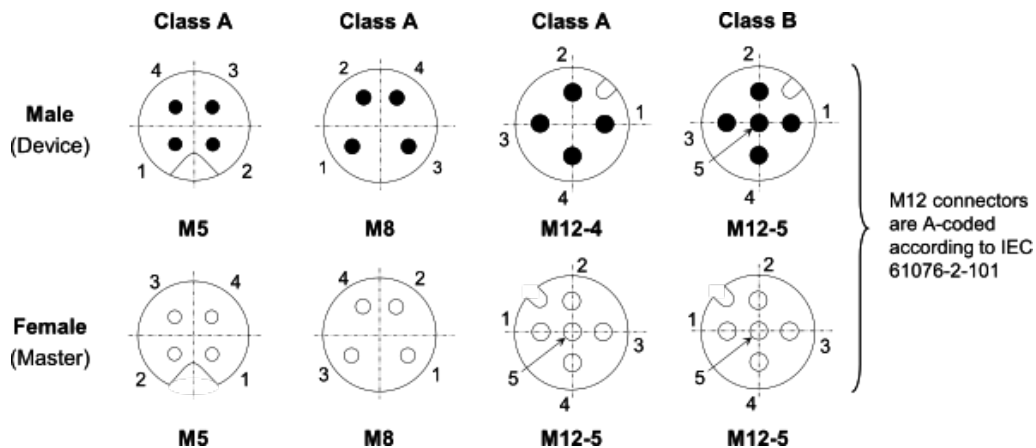 Class A Class A Class A Class B
4 3 2 4 2 2
Male
(Device)
1 1
3 3
5
1 2 1 3
4 4
M5 M8 M12-4 M12-5
M12 connectors
are A-coded
according to IEC
61076-2-101
3 4 4 2 2 2
Female
(Master)
1 3 1 3
5 5
2 1 3 1
4 4
M5 M8 M12-5 M12-5